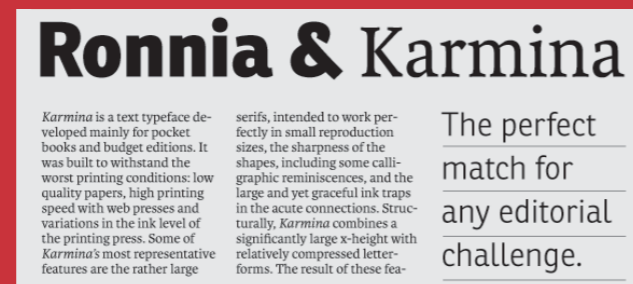 Ronnia & Karmina
Karmina is a text typeface de-
veloped mainly for pocket
books and budget editions. It
was built to withstand the
worst printing conditions: low
quality papers, high printing
speed with web presses and
variations in the ink level of
the printing press. Some of
Karmina's most representative
features are the rather large
serifs, intended to work per-
fectly in small reproduction
sizes, the sharpness of the
shapes, including some calli-
graphic reminiscences, and the
large and yet graceful ink traps
in the acute connections. Struc-
turally, Karmina combines a
significantly large x-height with
relatively compressed letter-
forms. The result of these fea-
The perfect
match for
any editorial
challenge.